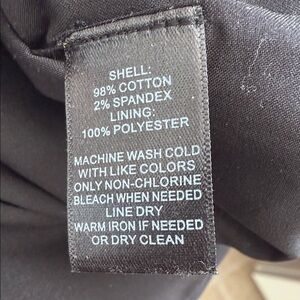 SHELL:
98% COTTON
2% SPANDEX
LINING:
100% POLYESTER
MACHINE WASH COLD
WITH LIKE COLORS
ONLY NON-CHLORINE
BLEACH WHEN NEEDED
LINE DRY
WARM IRON IF NEEDED
OR DRY CLEAN